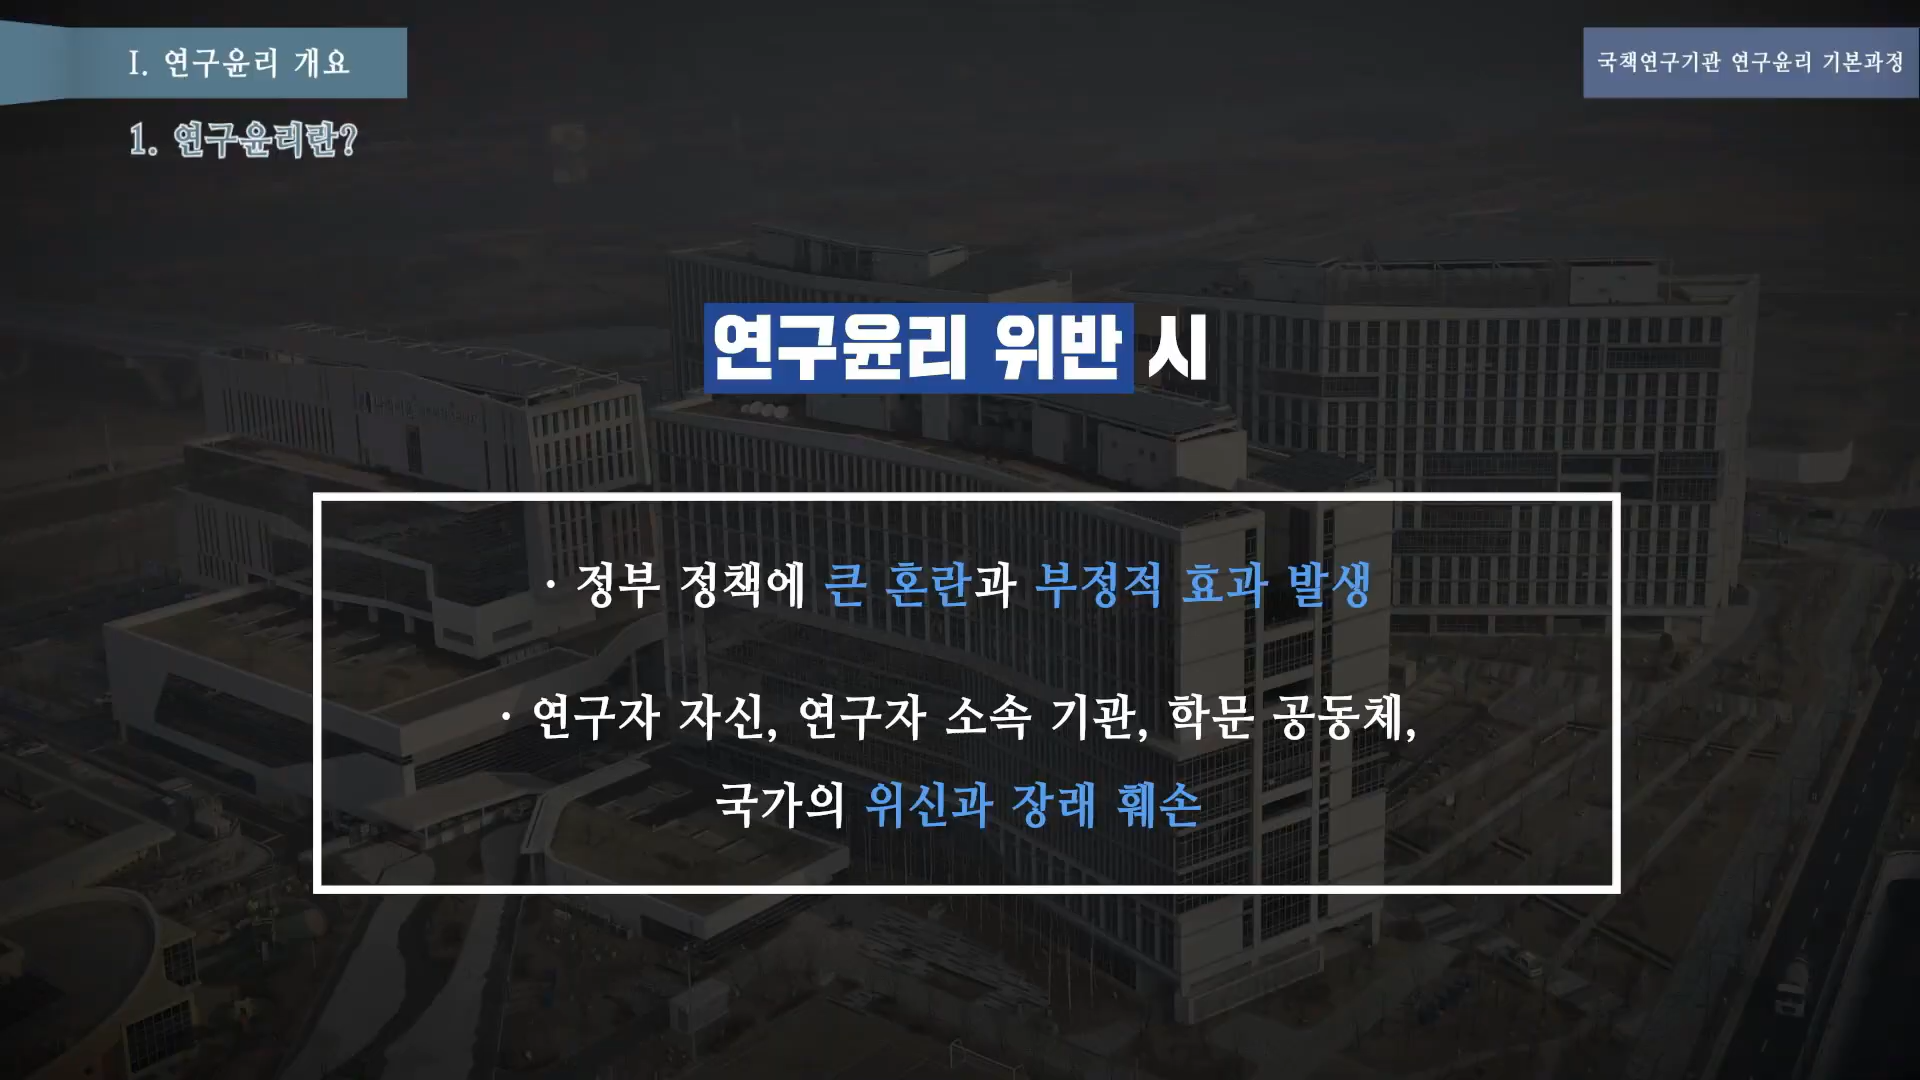 I. 연구윤리 개요
국책연구기관 연구윤리 기본과정
1. 연구윤리란?
연구윤리 위반 시
· 정부 정책에 큰 혼란과 부정적 효과 발생
· 연구자 자신, 연구자 소속 기관, 학문 공동체,
국가의 위신과 장래 훼손